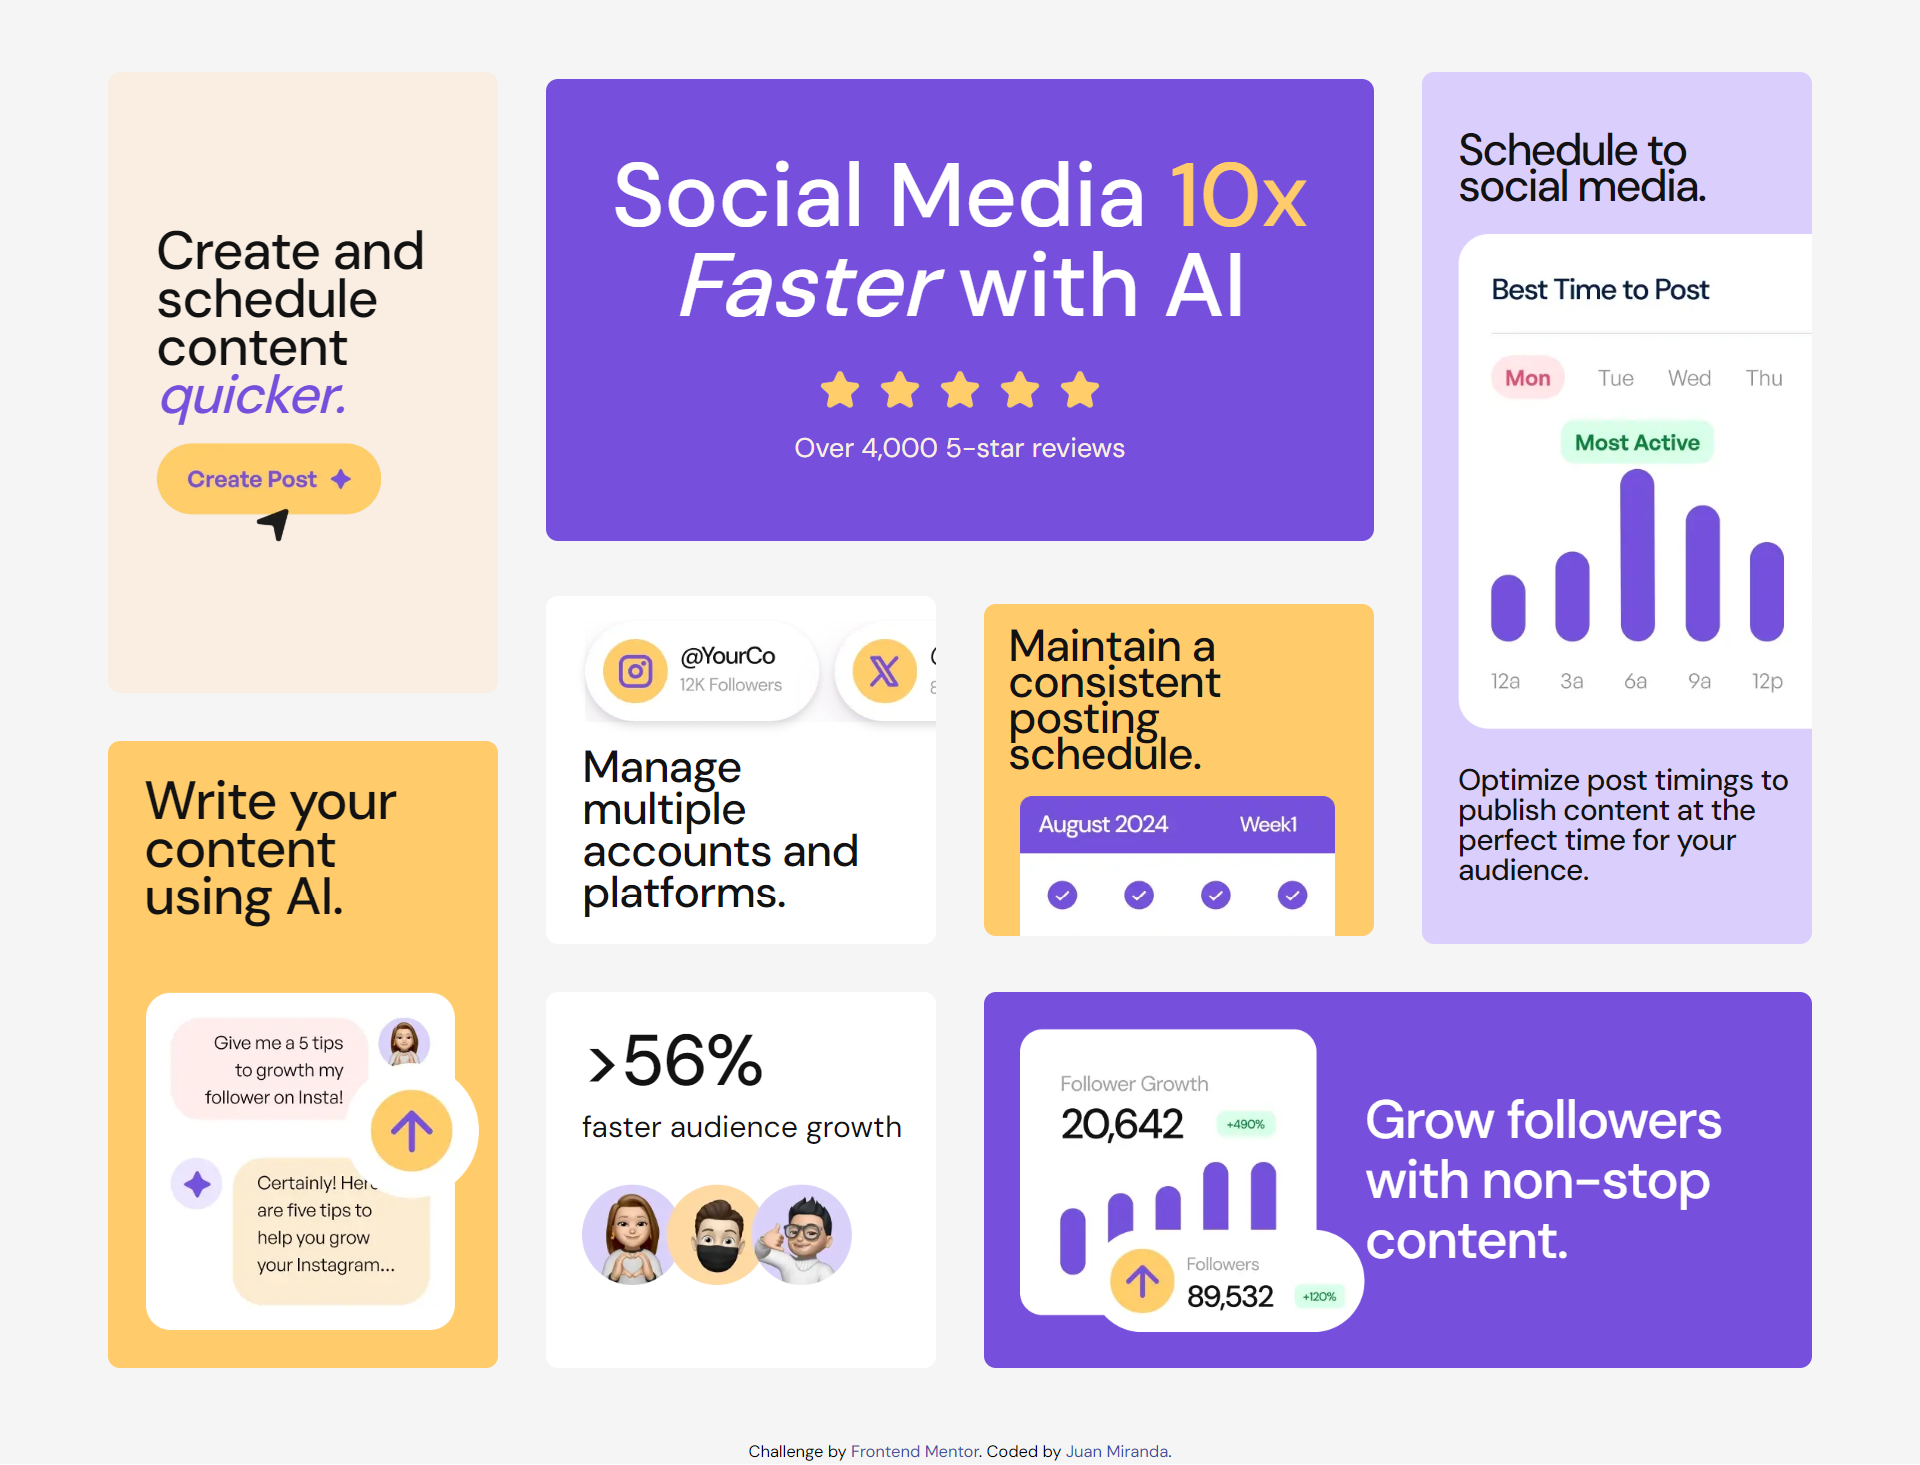 Create and
schedule
content
quicker.
Create Post
Social Media 10x
Faster with AI
Over 4,000 5-star reviews
Schedule to
social media.
Best Time to Post
Mon Tue Wed Thu
Most Active
12a 3a 6a 9a 12p
Optimize post timings to
publish content at the
perfect time for your
audience.
@YourCo
12K Followers
Manage
multiple
accounts and
platforms.
Maintain a
consistent
posting
schedule.
August 2024 Week1
Write your
content
using AI.
Give me a 5 tips
to growth my
follower on Insta!
Certainly! Here
are five tips to
help you grow
your Instagram...
>56%
faster audience growth
Follower Growth
20,642 +490%
Followers
89,532 +120%
Grow followers
with non-stop
content.
Challenge by Frontend Mentor. Coded by Juan Miranda.